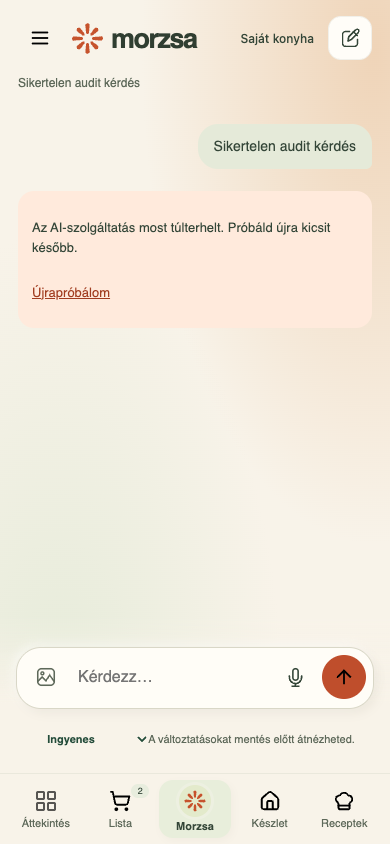 morzsa
Saját konyha
Sikertelen audit kérdés
Sikertelen audit kérdés
Az AI-szolgáltatás most túlterhelt. Próbáld újra kicsit
később.
Újrapróbálom
Kérdezz…
Ingyenes
A változtatásokat mentés előtt átnézheted.
2
Áttekintés
Lista
Morzsa
Készlet
Receptek